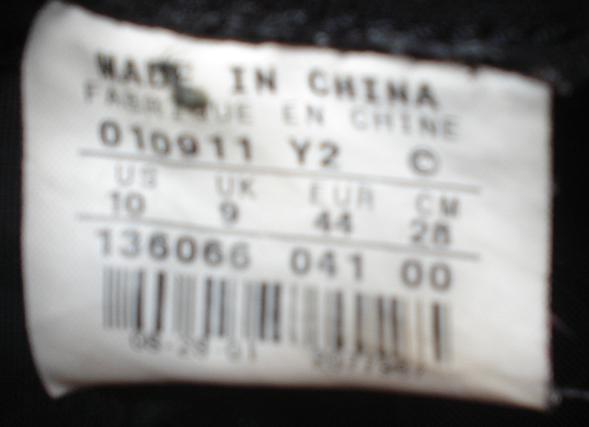 MADE IN CHINA
FABRIQUE EN CHINE
010911 Y2 ©
US UK EUR CM
10 9 44 28
136066 041 00